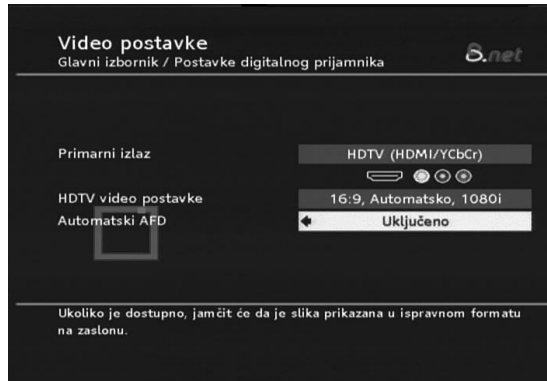 Video postavke
Glavni izbornik / Postavke digitalnog prijamnika
B.net
Primarni izlaz
HDTV (HDMI/YCbCr)
HDTV video postavke
16:9, Automatsko, 1080i
Automatski AFD
Uključeno
Ukoliko je dostupno, jamčit će da je slika prikazana u ispravnom formatu
na zaslonu.